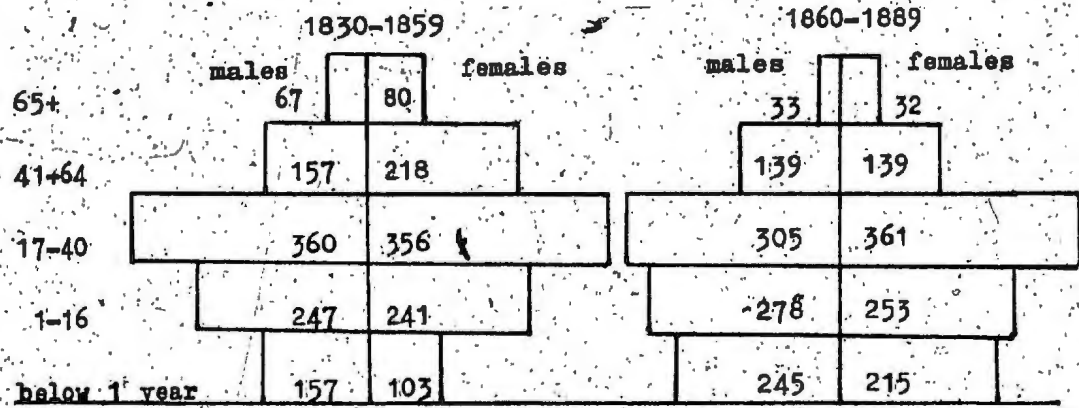 1830-1859 1860-1889
males females males females
65+ 67 80 33 32
41+64 157 218 139 139
17-40 360 356 305 361
1-16 247 241 278 253
below 1 year 157 103 245 215